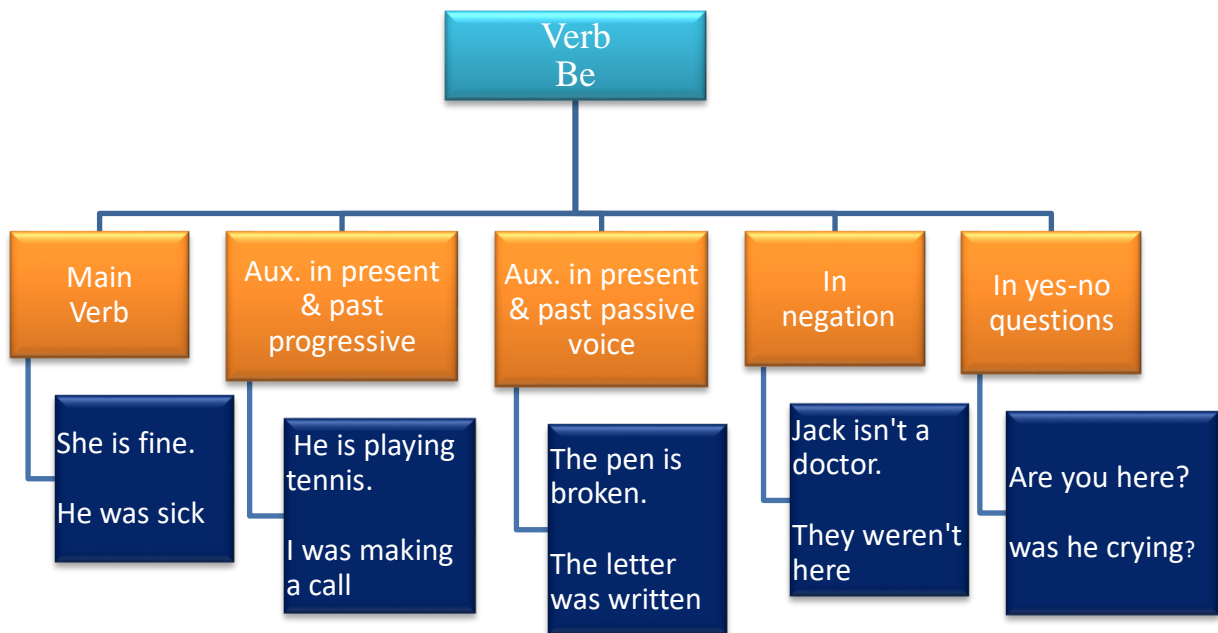 Verb
Be
Main
Verb
Aux. in present
& past
progressive
Aux. in present
& past passive
voice
In
negation
In yes-no
questions
She is fine.
He was sick
He is playing
tennis.
I was making
a call
The pen is
broken.
The letter
was written
Jack isn't a
doctor.
They weren't
here
Are you here?
was he crying?